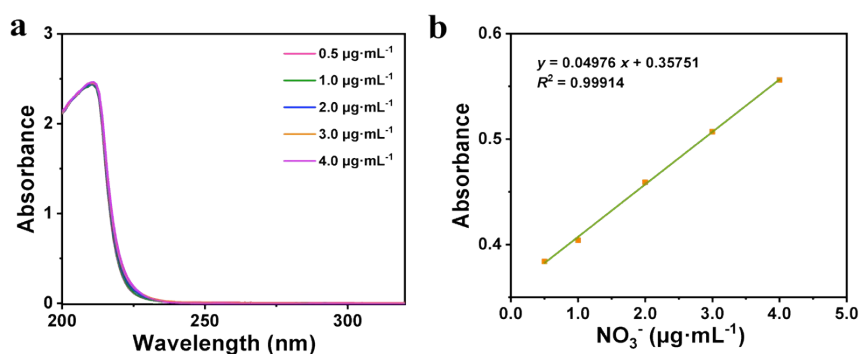 a
Absorbance
3
2
1
0
200
250
300
Wavelength (nm)
0.5 µg·mL⁻¹
1.0 µg·mL⁻¹
2.0 µg·mL⁻¹
3.0 µg·mL⁻¹
4.0 µg·mL⁻¹
b
Absorbance
0.6
0.5
0.4
0.0
1.0
2.0
3.0
4.0
5.0
NO₃⁻ (µg·mL⁻¹)
y = 0.04976 x + 0.35751
R² = 0.99914